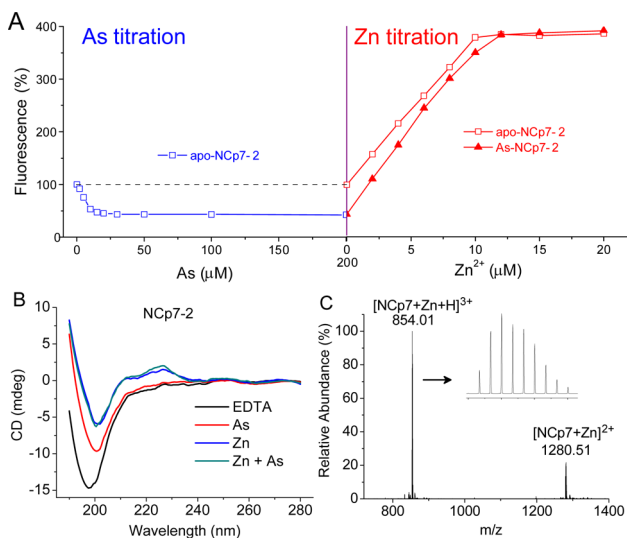 A
As titration
Zn titration
400
300
200
100
0
Fluorescence (%)
apo-NCp7-2
apo-NCp7-2
As-NCp7-2
0 50 100 150 200
0 5 10 15 20
As (μM)
Zn2+ (μM)
B
NCp7-2
10
5
0
-5
-10
-15
CD (mdeg)
EDTA
As
Zn
Zn + As
200 220 240 260 280
Wavelength (nm)
C
[NCp7+Zn+H]3+
854.01
[NCp7+Zn]2+
1280.51
100
80
60
40
20
0
Relative Abundance (%)
800 1000 1200 1400
m/z